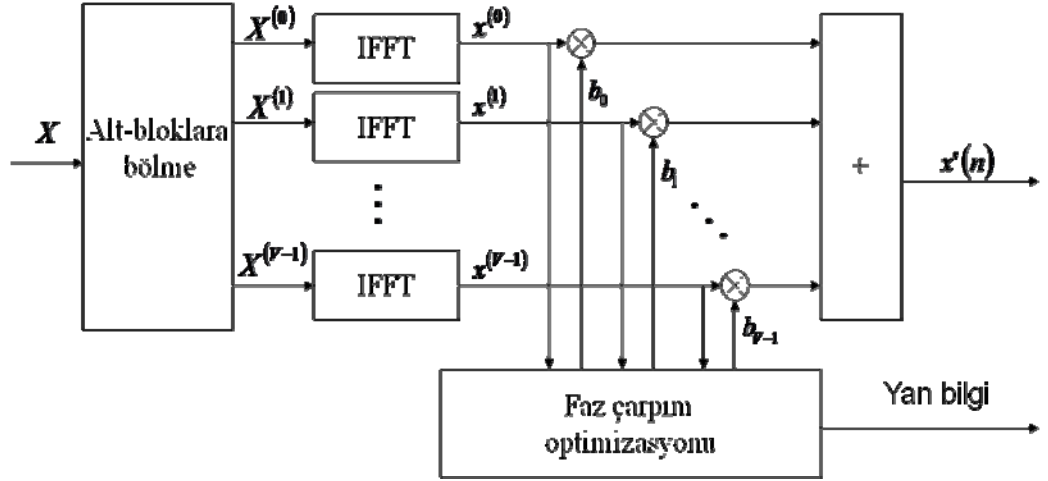 X
Alt-bloklara
bölme
X^(0)
IFFT
x^(0)
b_0
X^(1)
IFFT
x^(1)
b_1
X^(V-1)
IFFT
x^(V-1)
b_V-1
+
x'(n)
Faz çarpım
optimizasyonu
Yan bilgi